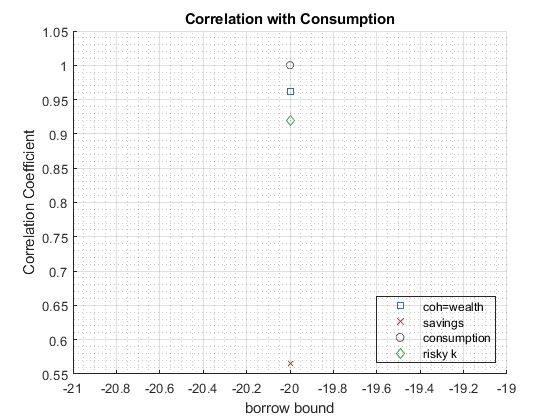 Correlation with Consumption
1.05
1
0.95
0.9
0.85
0.8
0.75
0.7
0.65
0.6
0.55
Correlation Coefficient
coh=wealth
savings
consumption
risky k
-21 -20.8 -20.6 -20.4 -20.2 -20 -19.8 -19.6 -19.4 -19.2 -19
borrow bound